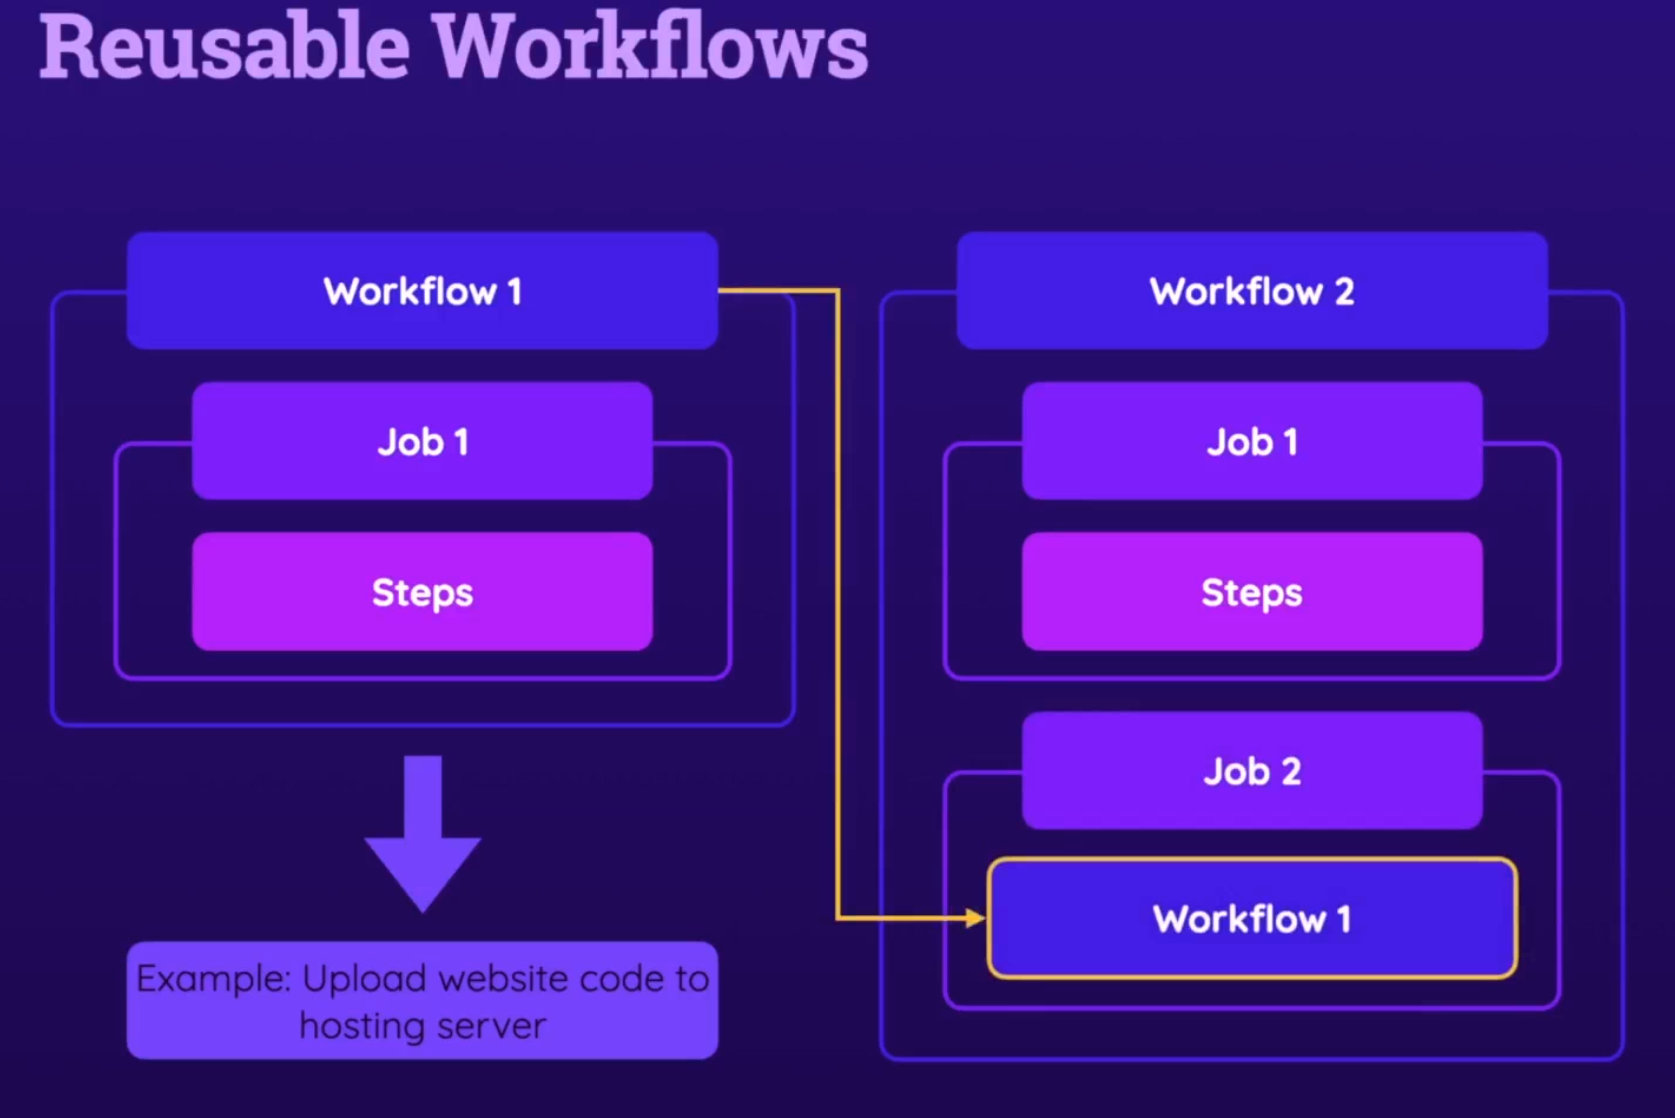 Reusable Workflows
Workflow 1
Job 1
Steps
Example: Upload website code to
hosting server
Workflow 2
Job 1
Steps
Job 2
Workflow 1